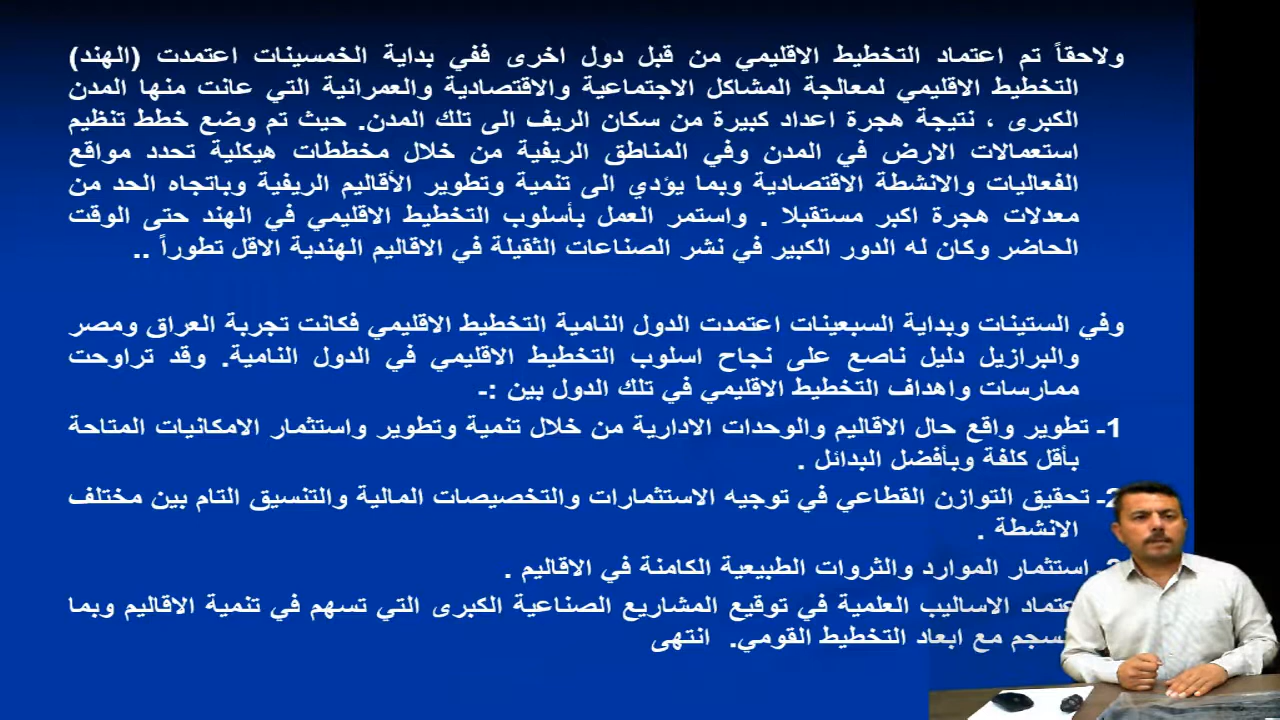 ولاحقاً تم اعتماد التخطيط الاقليمي من قبل دول اخرى ففي بداية الخمسينات اعتمدت (الهند)
التخطيط الاقليمي لمعالجة المشاكل الاجتماعية والاقتصادية والعمرانية التي عانت منها المدن
الكبرى ، نتيجة هجرة اعداد كبيرة من سكان الريف الى تلك المدن. حيث تم وضع خطط تنظيم
استعمالات الارض في المدن وفي المناطق الريفية من خلال مخططات هيكلية تحدد مواقع
الفعاليات والانشطة الاقتصادية وبما يؤدي الى تنمية وتطوير الأقاليم الريفية وباتجاه الحد من
معدلات هجرة اكبر مستقبلا . واستمر العمل بأسلوب التخطيط الاقليمي في الهند حتى الوقت
الحاضر وكان له الدور الكبير في نشر الصناعات الثقيلة في الاقاليم الهندية الاقل تطوراً ..
وفي الستينات وبداية السبعينات اعتمدت الدول النامية التخطيط الاقليمي فكانت تجربة العراق ومصر
والبرازيل دليل ناصع على نجاح اسلوب التخطيط الاقليمي في الدول النامية. وقد تراوحت
ممارسات واهداف التخطيط الاقليمي في تلك الدول بين :-
1- تطوير واقع حال الاقاليم والوحدات الادارية من خلال تنمية وتطوير واستثمار الامكانيات المتاحة
بأقل كلفة وبأفضل البدائل .
2- تحقيق التوازن القطاعي في توجيه الاستثمارات والتخصيصات المالية والتنسيق التام بين مختلف
الانشطة .
استثمار الموارد والثروات الطبيعية الكامنة في الاقاليم .
الاساليب العلمية في توقيع المشاريع الصناعية الكبرى التي تسهم في تنمية الاقاليم وبما
مع ابعاد التخطيط القومي. انتهى